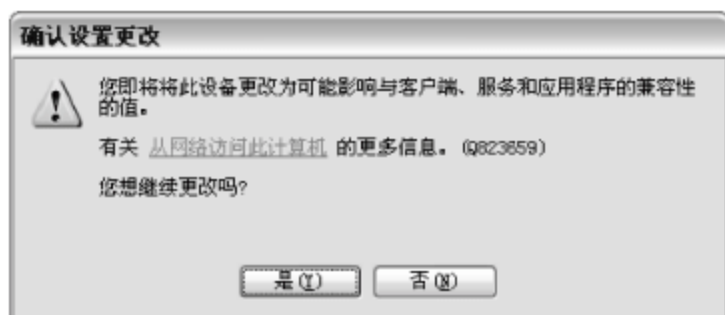 确认设置更改
您即将将此设备更改为可能影响与客户端、服务和应用程序的兼容性
的值。
有关 从网络访问此计算机 的更多信息。(Q823659)
您想继续更改吗?
是(Y)
否(N)